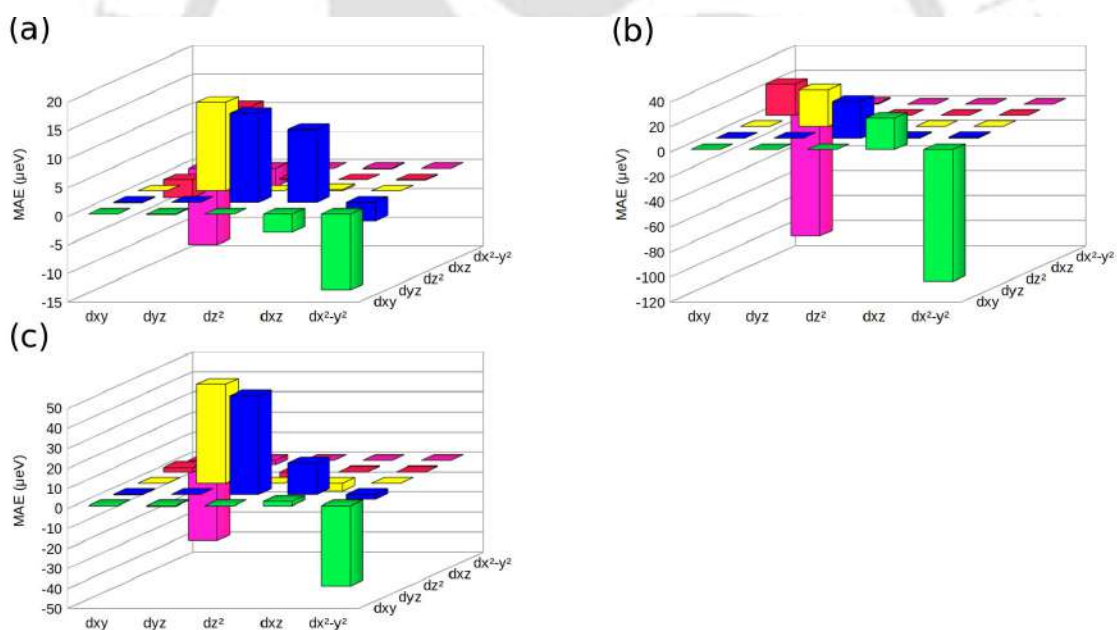 (a)
20
15
10
5
0
-5
-10
-15
MAE (µeV)
dxy dyz dz² dxz dx²-y²
dxy
dyz
dz²
dxz
dx²-y²
(b)
40
20
0
-20
-40
-60
-80
-100
-120
MAE (µeV)
dxy dyz dz² dxz dx²-y²
dxy
dyz
dz²
dxz
dx²-y²
(c)
50
40
30
20
10
0
-10
-20
-30
-40
-50
MAE (µeV)
dxy dyz dz² dxz dx²-y²
dxy
dyz
dz²
dxz
dx²-y²